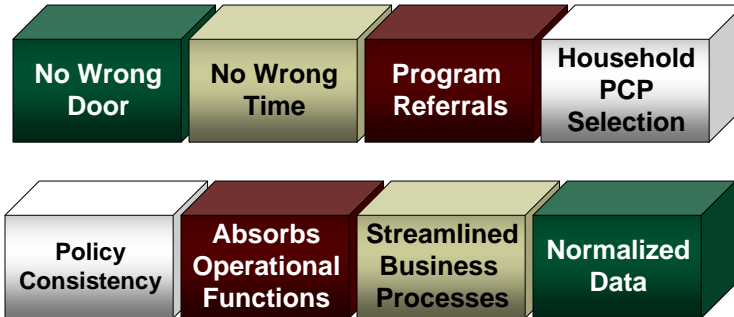 No Wrong
Door
No Wrong
Time
Program
Referrals
Household
PCP
Selection
Policy
Consistency
Absorbs
Operational
Functions
Streamlined
Business
Processes
Normalized
Data